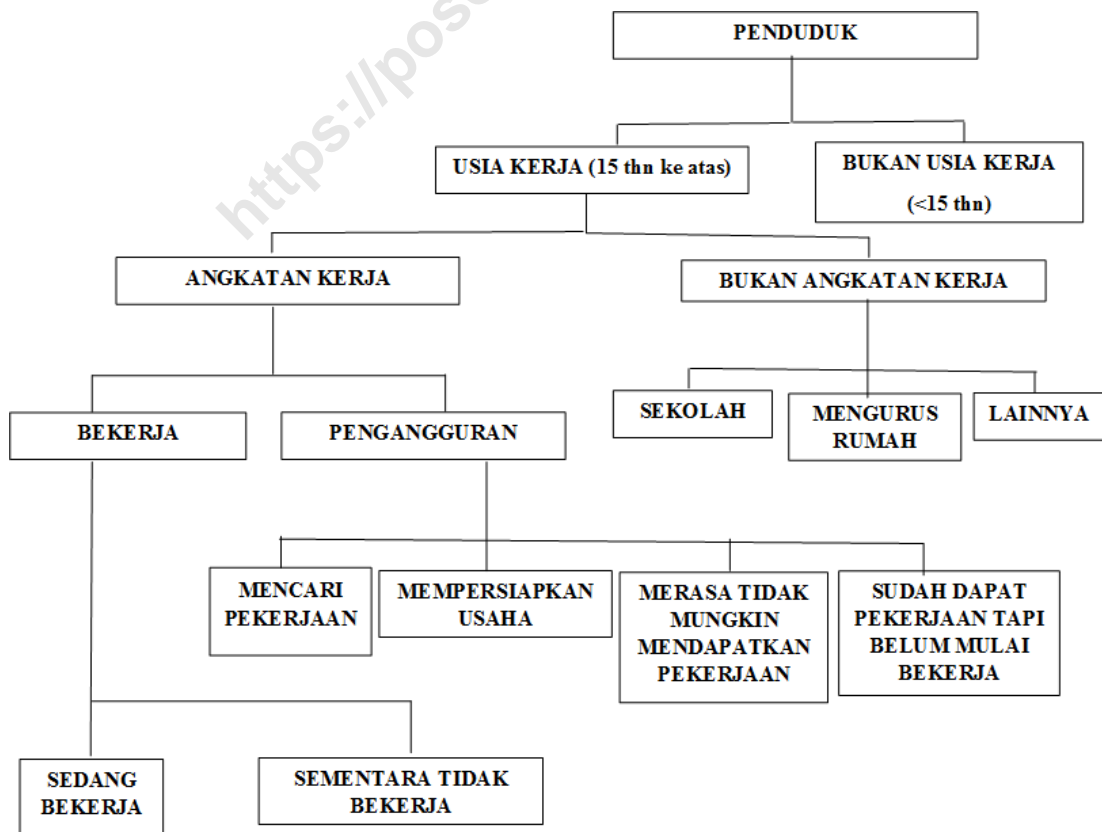 PENDUDUK
USIA KERJA (15 thn ke atas)
BUKAN USIA KERJA
(<15 thn)
ANGKATAN KERJA
BUKAN ANGKATAN KERJA
BEKERJA
PENGANGGURAN
SEKOLAH
MENGURUS
RUMAH
LAINNYA
MENCARI
PEKERJAAN
MEMPERSIAPKAN
USAHA
MERASA TIDAK
MUNGKIN
MENDAPATKAN
PEKERJAAN
SUDAH DAPAT
PEKERJAAN TAPI
BELUM MULAI
BEKERJA
SEDANG
BEKERJA
SEMENTARA TIDAK
BEKERJA